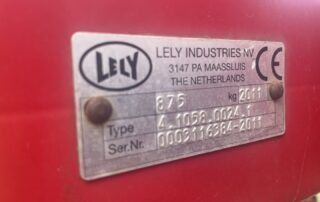 LELY
LELY INDUSTRIES NV
3147 PA MAASSLUIS
THE NETHERLANDS
CE
875 kg 2011
Type 4.1058.0024.1
Ser.Nr. 0003116384-2011